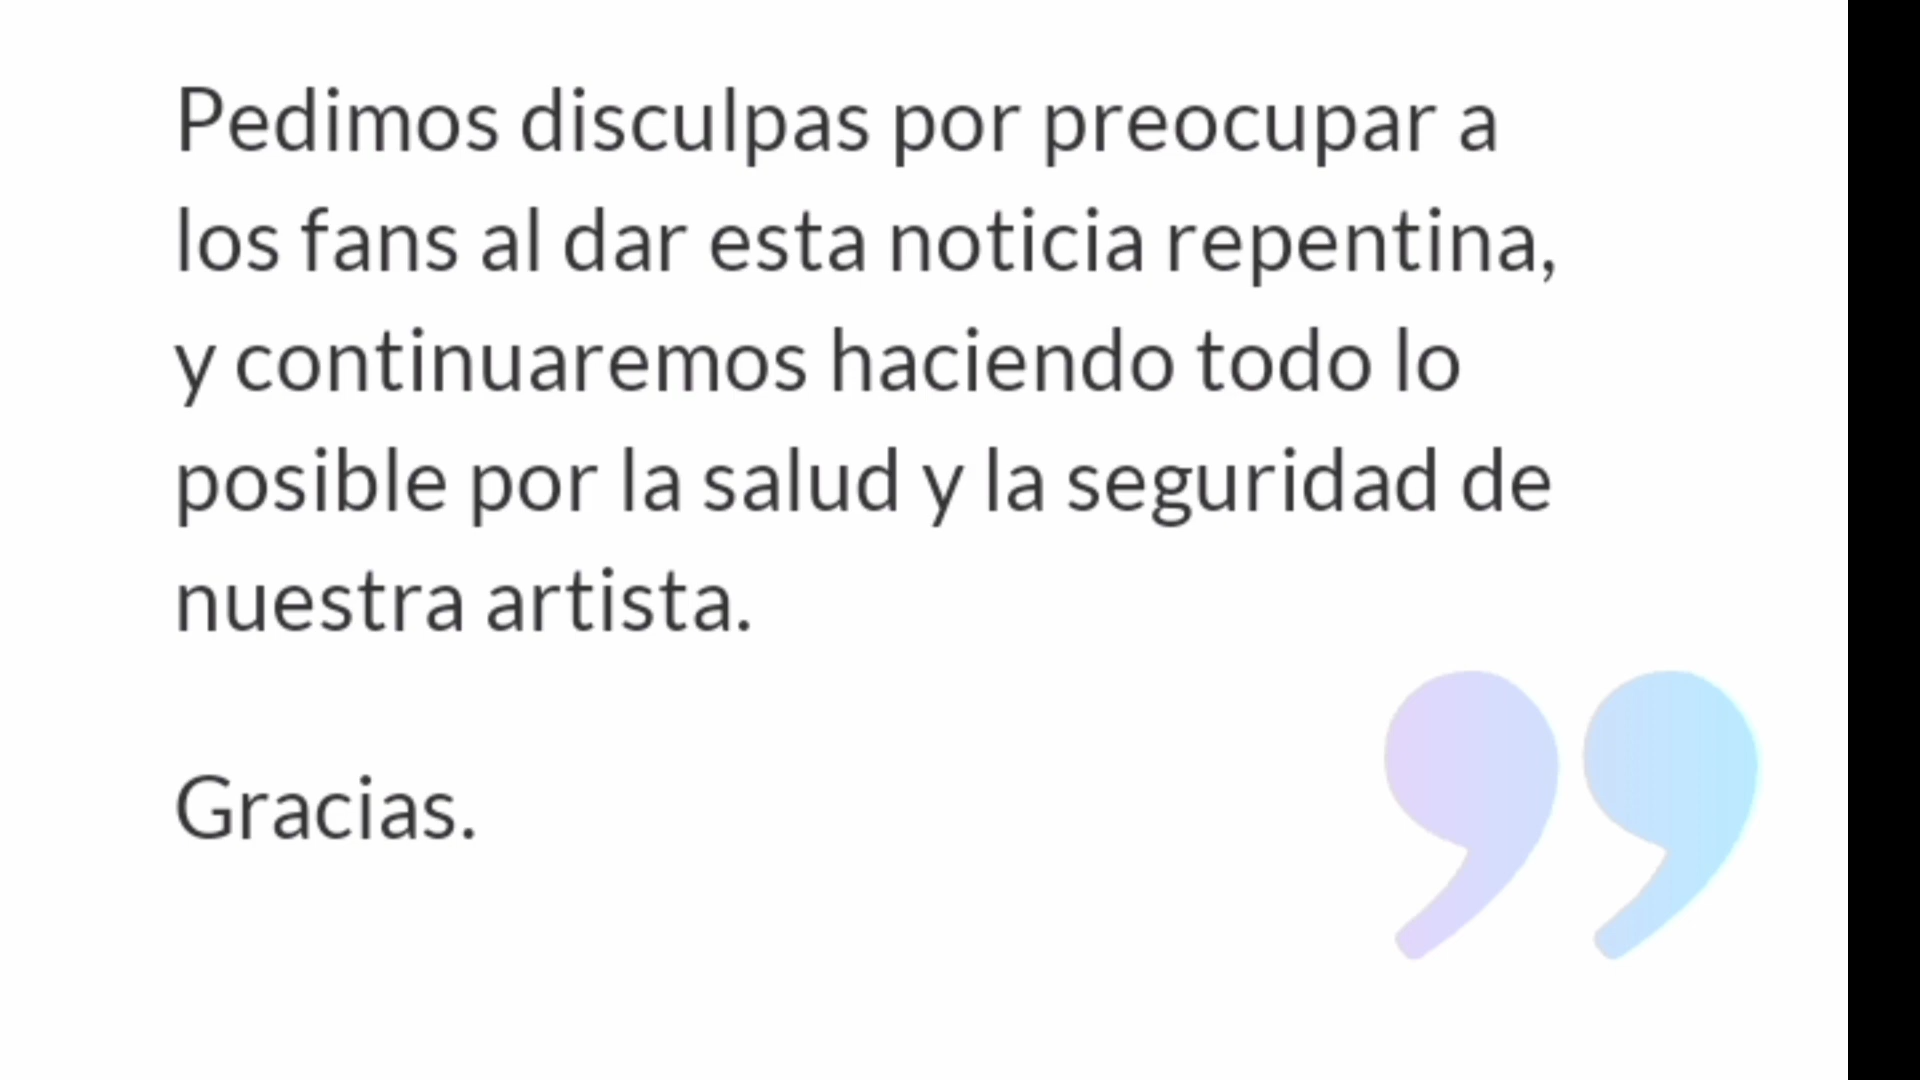 Pedimos disculpas por preocupar a
los fans al dar esta noticia repentina,
y continuaremos haciendo todo lo
posible por la salud y la seguridad de
nuestra artista.
Gracias.
”